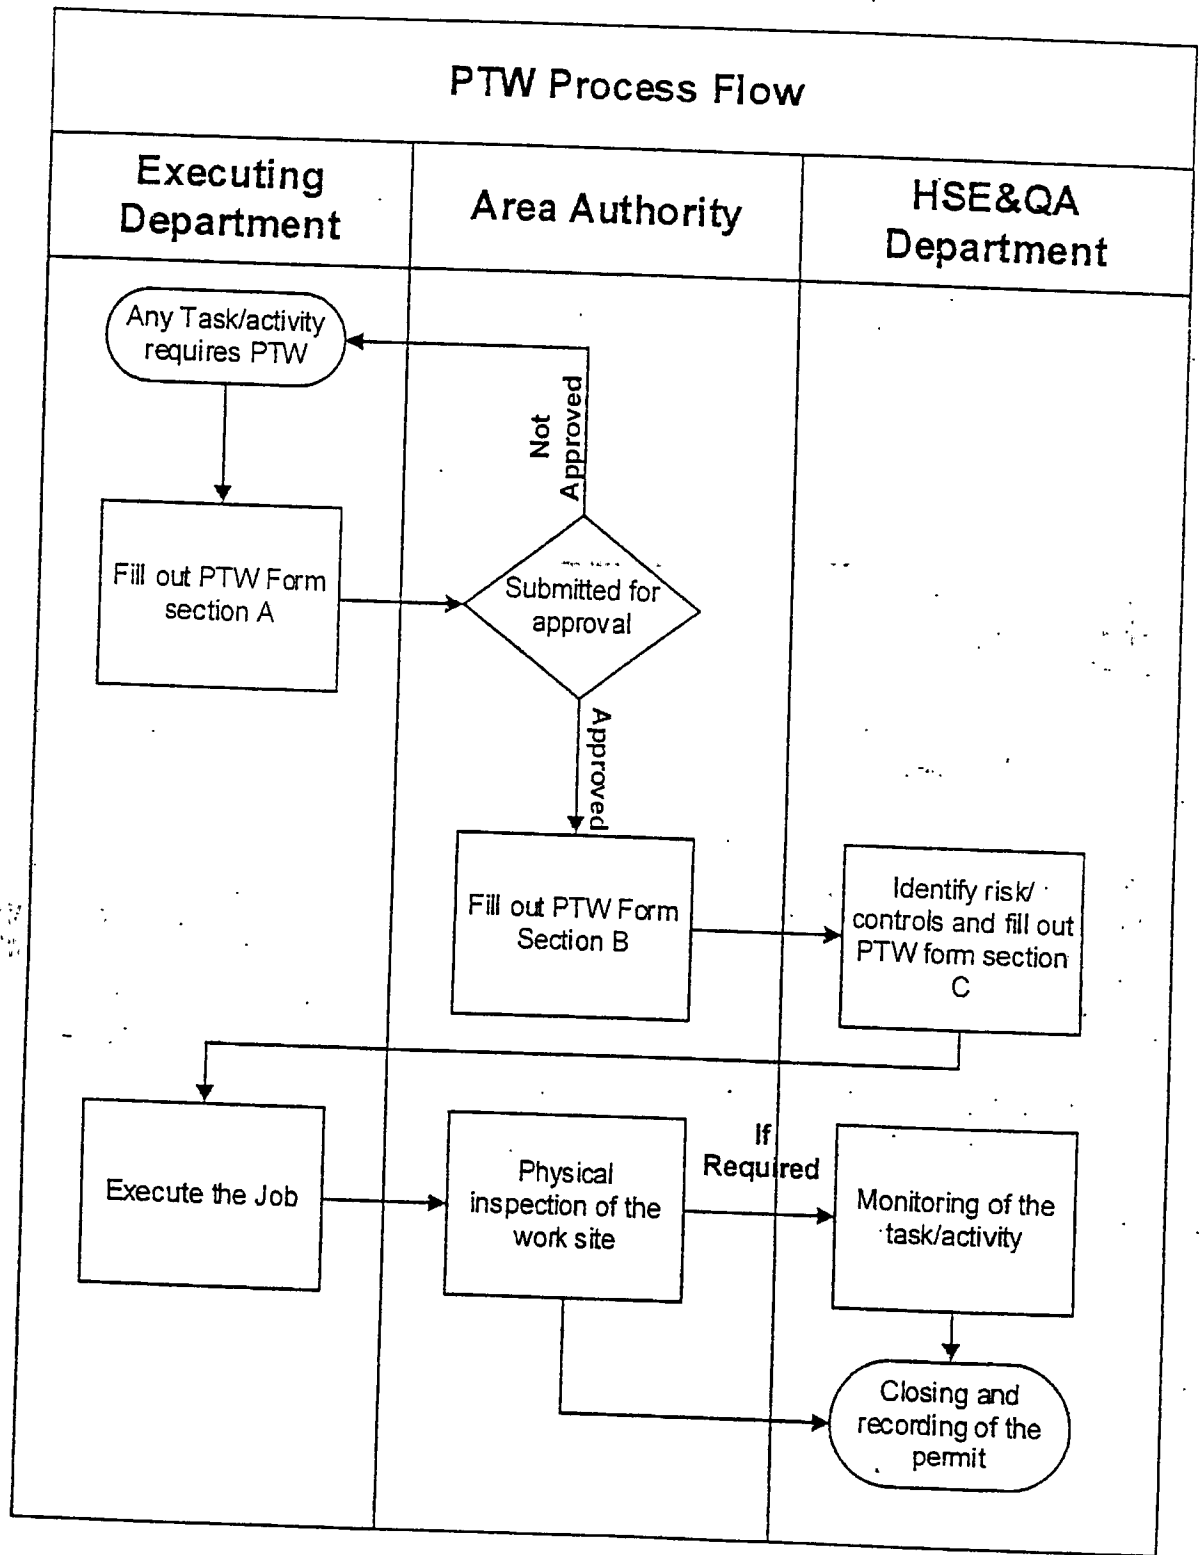 PTW Process Flow
Executing
Department
Area Authority
HSE&QA
Department
Any Task/activity
requires PTW
Not
Approved
Fill out PTW Form
section A
Submitted for
approval
Approved
Fill out PTW Form
Section B
Identify risk/
controls and fill out
PTW form section
C
Execute the Job
Physical
inspection of the
work site
If
Required
Monitoring of the
task/activity
Closing and
recording of the
permit